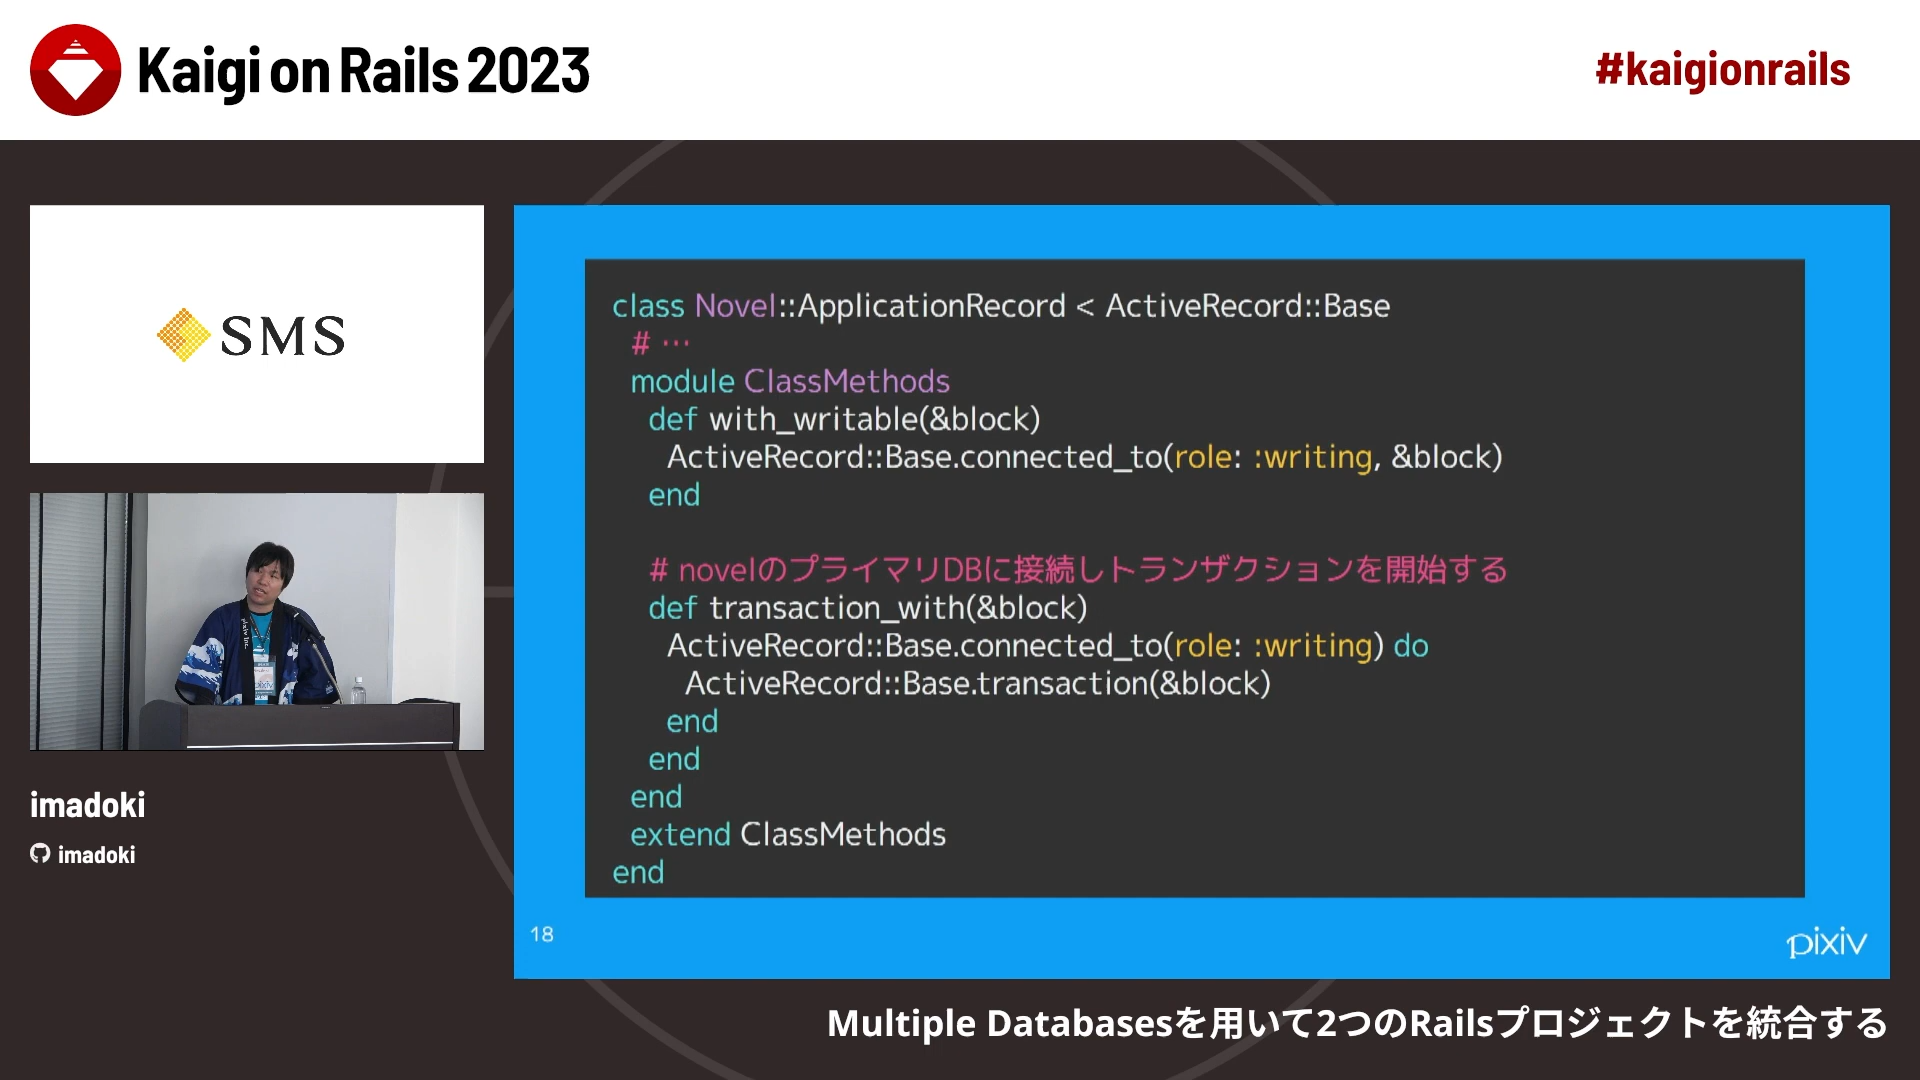 Kaigi on Rails 2023
#kaigionrails
SMS
class Novel::ApplicationRecord < ActiveRecord::Base
# …
module ClassMethods
def with_writable(&block)
ActiveRecord::Base.connected_to(role: :writing, &block)
end
# novelのプライマリDBに接続しトランザクションを開始する
def transaction_with(&block)
ActiveRecord::Base.connected_to(role: :writing) do
ActiveRecord::Base.transaction(&block)
end
end
end
extend ClassMethods
end
18
pixiv
pixiv Inc.
pixiv
imadoki
imadoki
Multiple Databasesを用いて2つのRailsプロジェクトを統合する